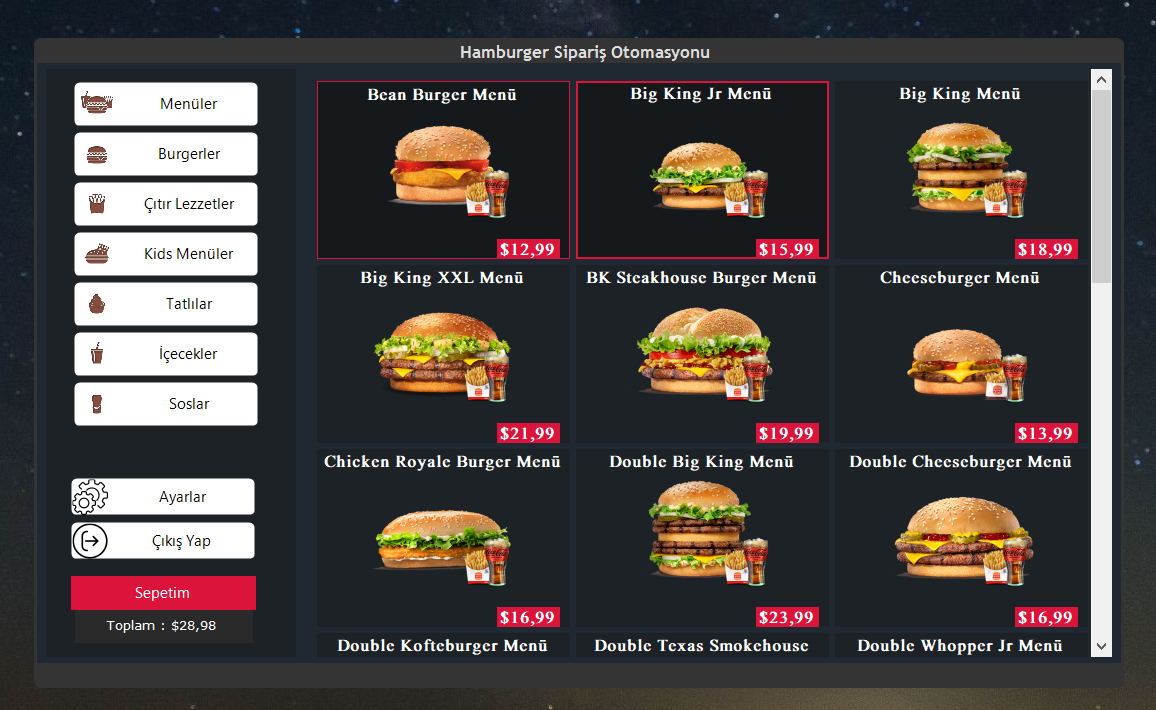 Hamburger Sipariş Otomasyonu
Menüler
Burgerler
Çıtır Lezzetler
Kids Menüler
Tatlılar
İçecekler
Soslar
Ayarlar
Çıkış Yap
Sepetim
Toplam : $28,98
Bean Burger Menü
$12,99
Big King Jr Menü
$15,99
Big King Menü
$18,99
Big King XXL Menü
$21,99
BK Steakhouse Burger Menü
$19,99
Cheeseburger Menü
$13,99
Chicken Royale Burger Menü
$16,99
Double Big King Menü
$23,99
Double Cheeseburger Menü
$16,99
Double Kofteburger Menü
Double Texas Smokehouse
Double Whopper Jr Menü